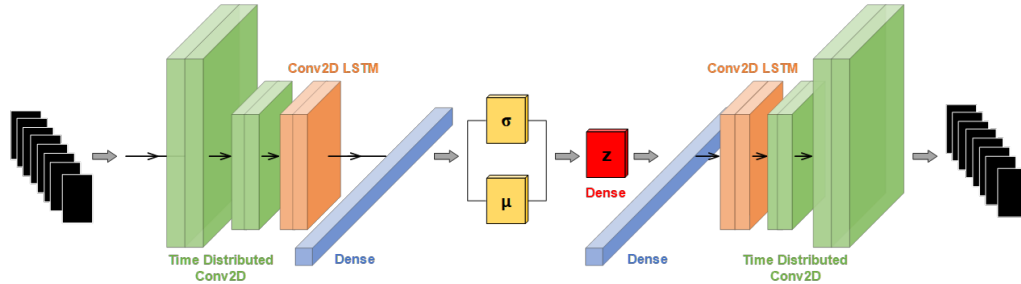 Conv2D LSTM
σ
μ
Time Distributed
Conv2D
Dense
z
Dense
Conv2D LSTM
Dense
Time Distributed
Conv2D